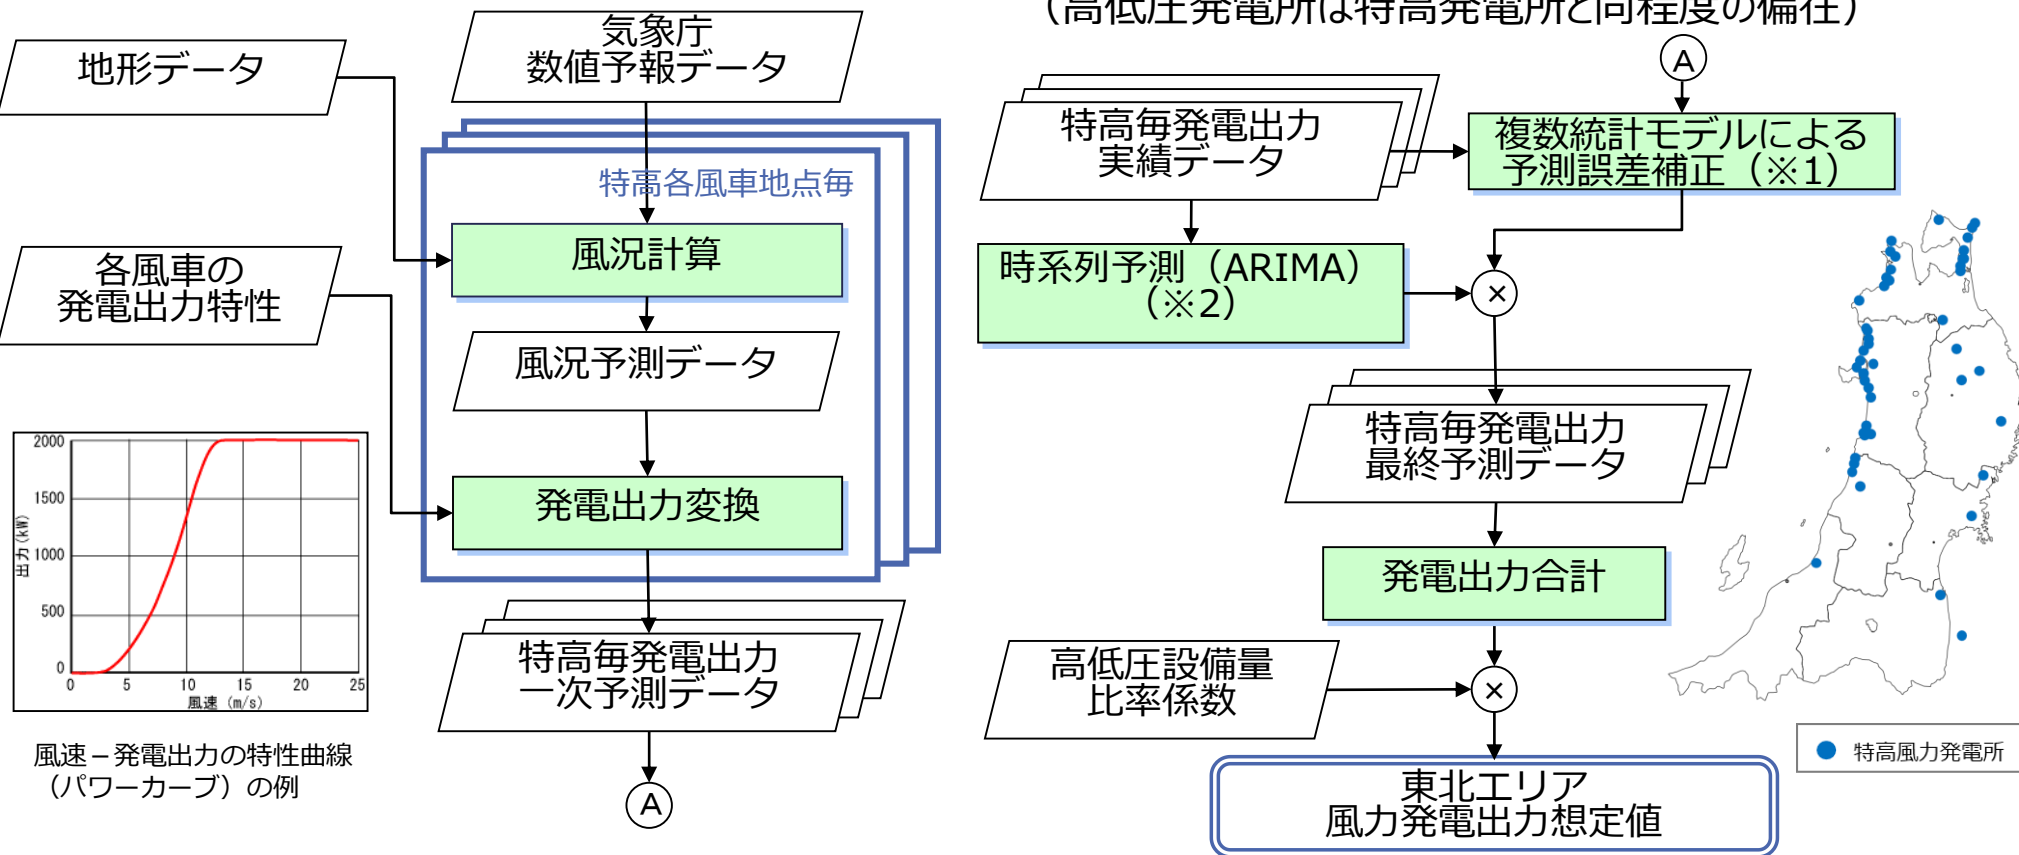 地形データ
気象庁
数値予報データ
特高各風車地点毎
風況計算
各風車の
発電出力特性
風況予測データ
発電出力変換
2000
1500
1000
500
0
出力(kW)
0 5 10 15 20 25
風速 (m/s)
風速－発電出力の特性曲線
（パワーカーブ）の例
特高毎発電出力
一次予測データ
A
（高低圧発電所は特高発電所と同程度の偏在）
A
特高毎発電出力
実績データ
複数統計モデルによる
予測誤差補正（※1）
時系列予測（ARIMA）
（※2）
×
特高毎発電出力
最終予測データ
発電出力合計
高低圧設備量
比率係数
×
東北エリア
風力発電出力想定値
特高風力発電所